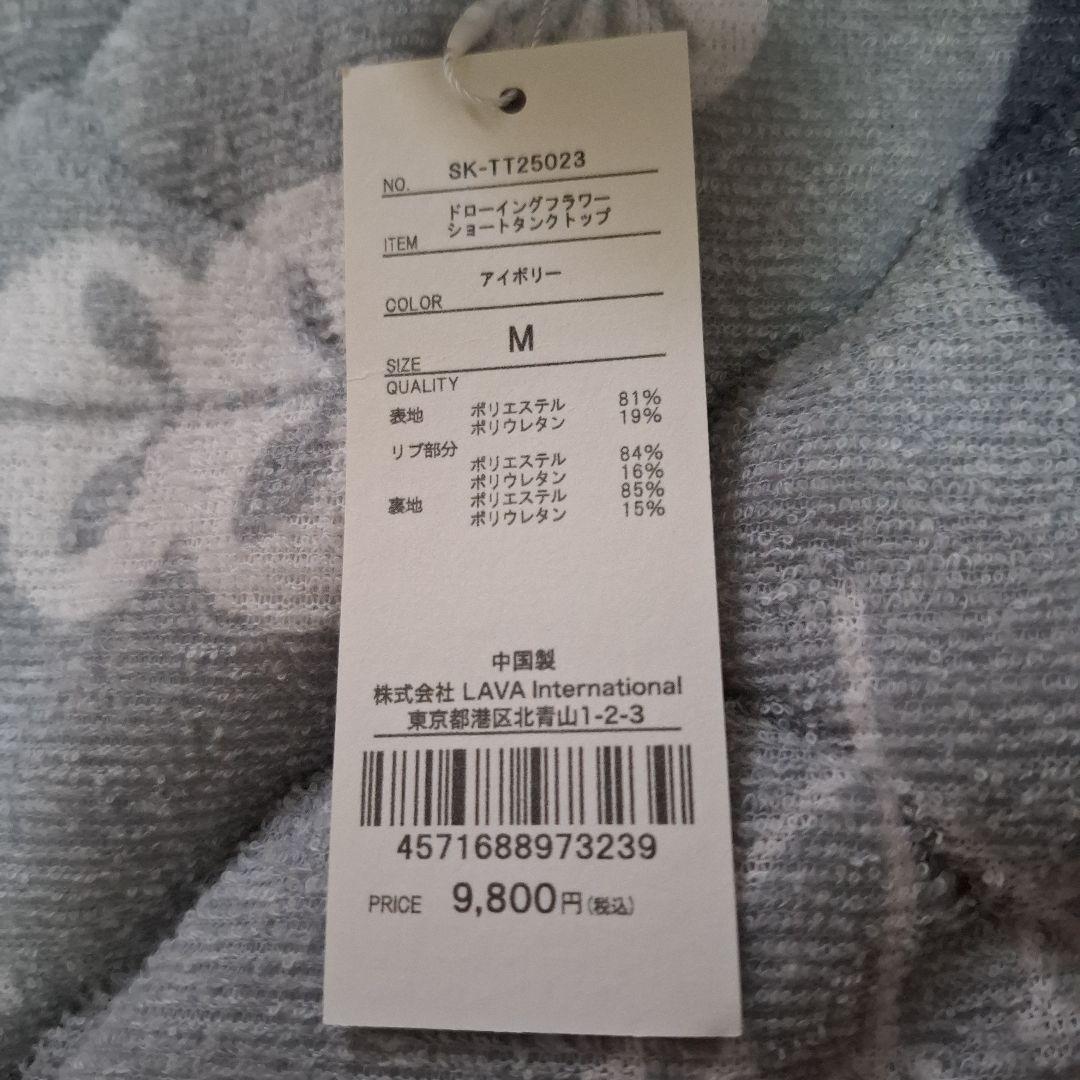 NO. SK-TT25023
ドローイングフラワー
ITEM ショートタンクトップ
アイボリー
COLOR
M
SIZE
QUALITY
表地 ポリエステル 81%
ポリウレタン 19%
リブ部分
ポリエステル 84%
ポリウレタン 16%
裏地 ポリエステル 85%
ポリウレタン 15%
中国製
株式会社 LAVA International
東京都港区北青山1-2-3
4571688973239
PRICE 9,800円(税込)